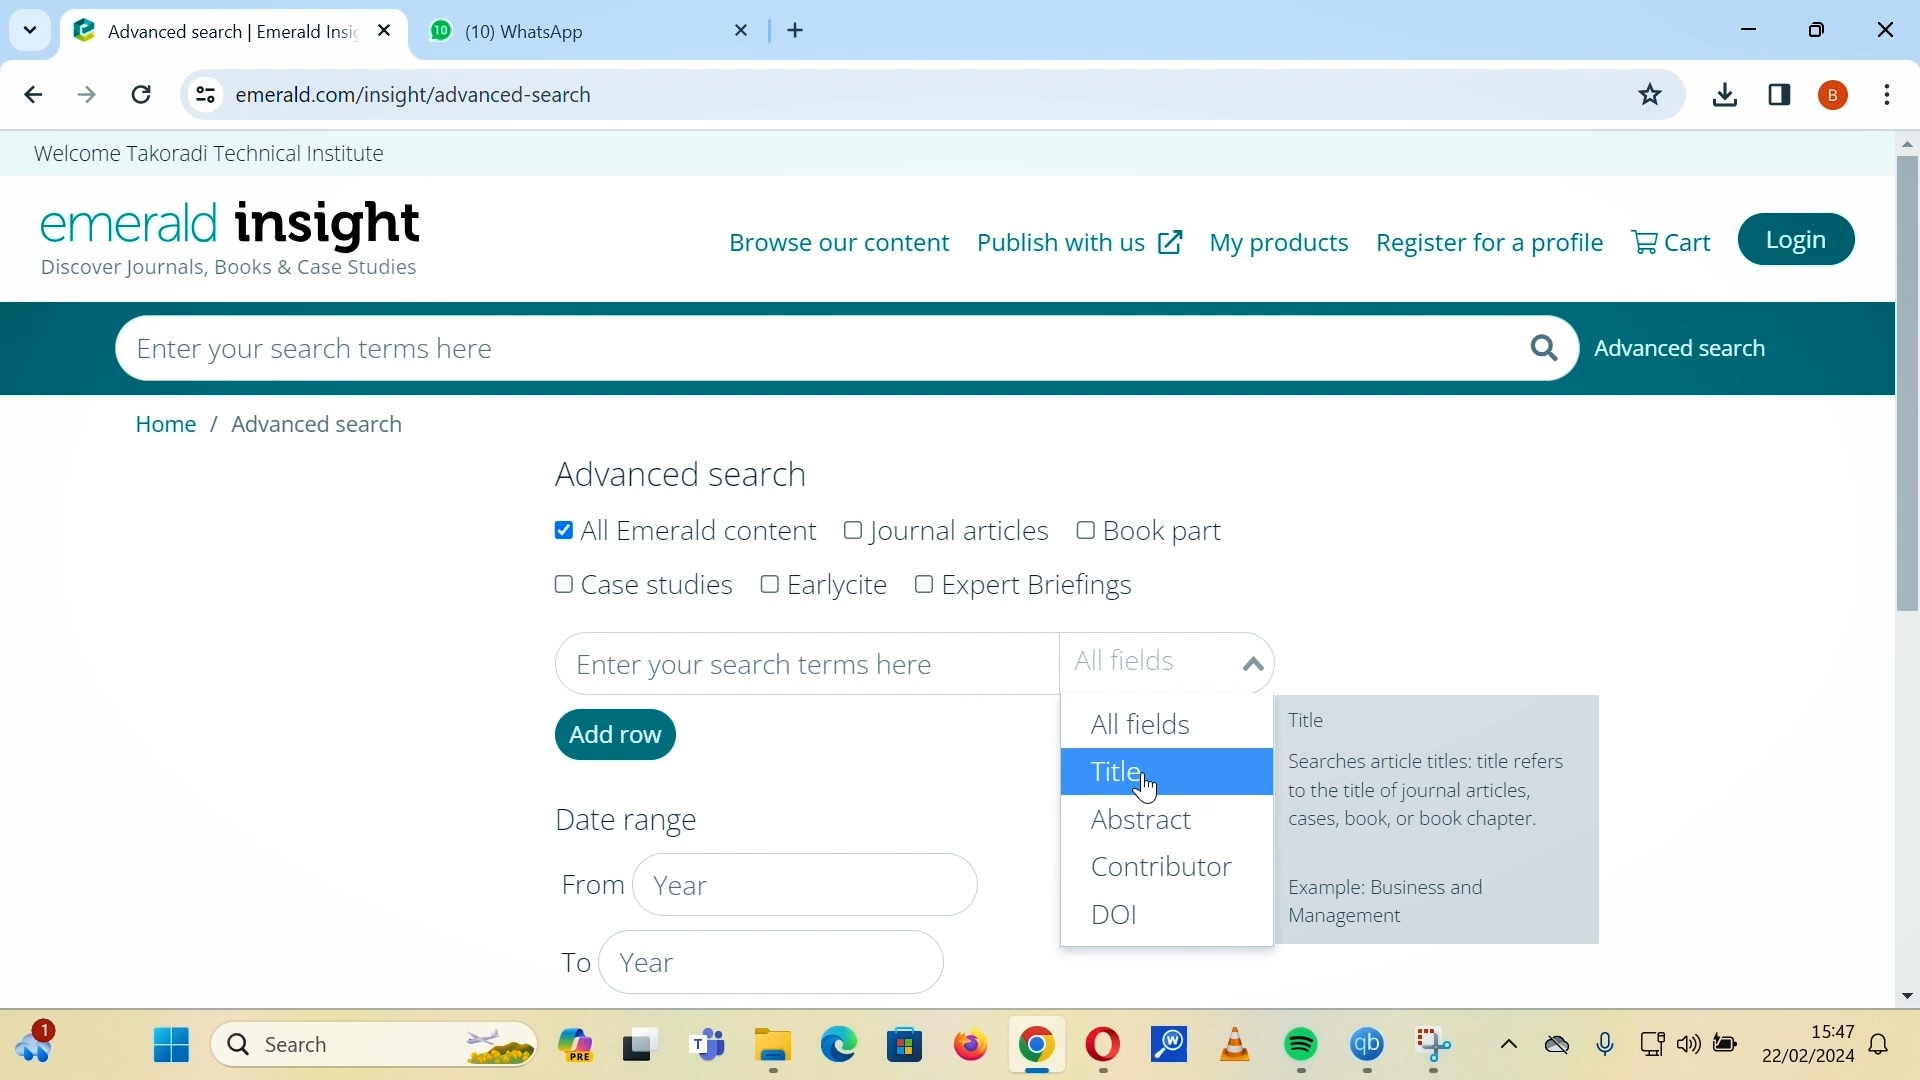 Advanced search | Emerald Insi
(10) WhatsApp
emerald.com/insight/advanced-search
B
Welcome Takoradi Technical Institute
emerald insight
Discover Journals, Books & Case Studies
Browse our content Publish with us My products Register for a profile Cart Login
Enter your search terms here
Advanced search
Home / Advanced search
Advanced search
All Emerald content Journal articles Book part
Case studies Earlycite Expert Briefings
Enter your search terms here All fields
Add row
All fields
Title
Abstract
Contributor
DOI
Title
Searches article titles: title refers
to the title of journal articles,
cases, book, or book chapter.
Example: Business and
Management
Date range
From Year
To Year
1
Search
PRE
T
W
qb
15:47
22/02/2024